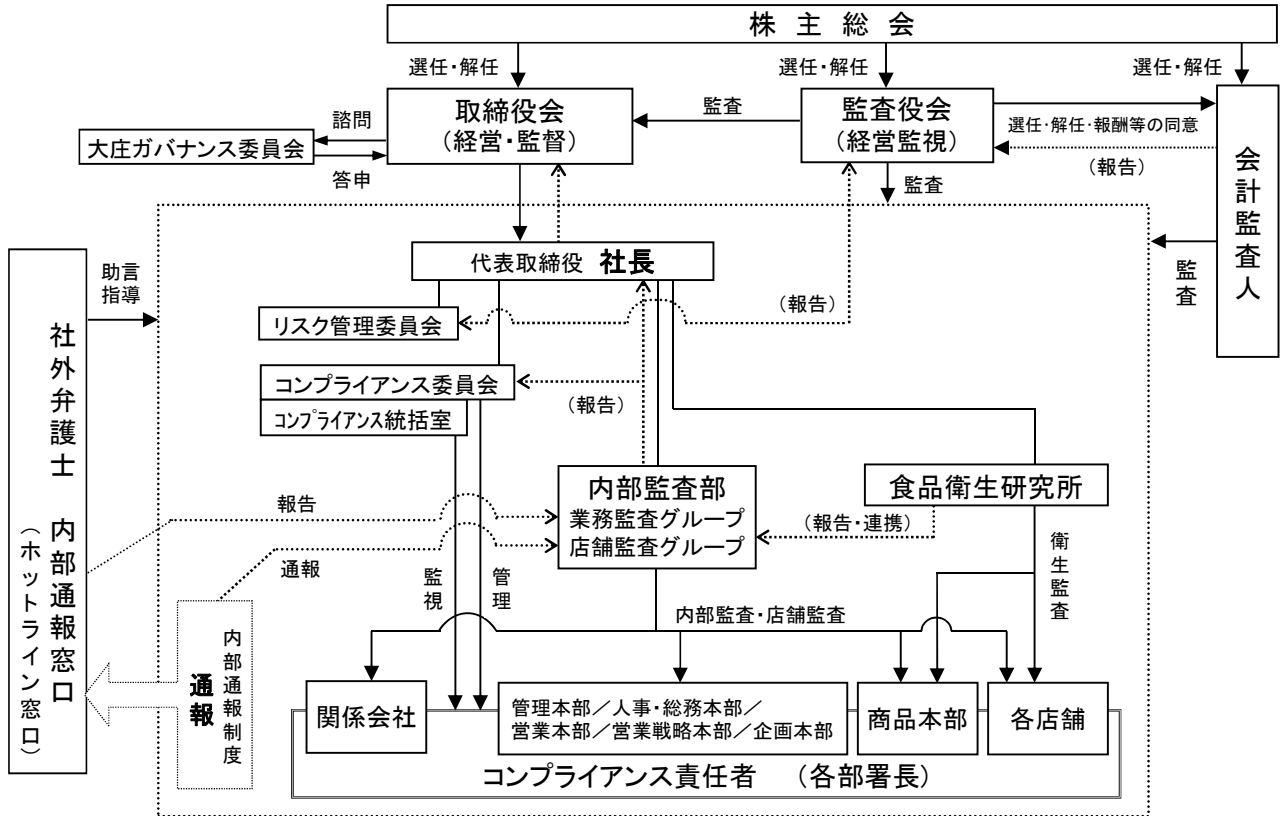 株 主 総 会
選任・解任
選任・解任
選任・解任
取締役会
（経営・監督）
監査
監査役会
（経営監視）
選任・解任・報酬等の同意
（報告）
会計監査人
諮問
大庄ガバナンス委員会
答申
監査
監査
代表取締役 社長
助言
指導
リスク管理委員会
（報告）
コンプライアンス委員会
（報告）
コンプライアンス統括室
社外弁護士 内部通報窓口
（ホットライン窓口）
内部監査部
業務監査グループ
店舗監査グループ
食品衛生研究所
（報告・連携）
報告
通報
監視
管理
衛生監査
内部監査・店舗監査
内部通報制度
通報
関係会社
管理本部／人事・総務本部／
営業本部／営業戦略本部／企画本部
商品本部
各店舗
コンプライアンス責任者 （各部署長）